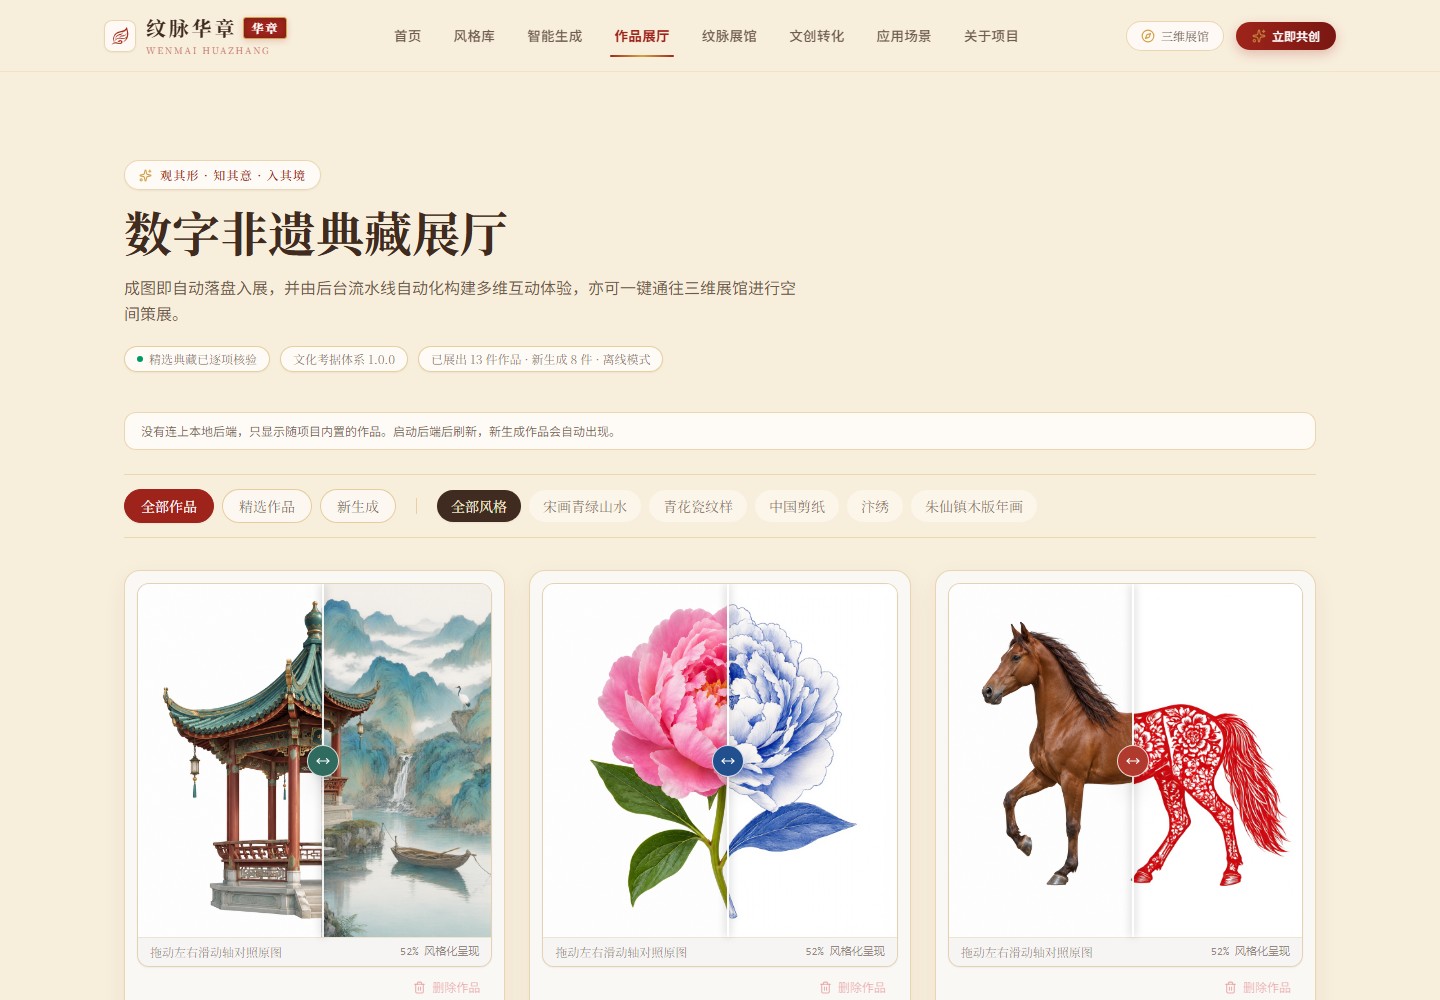 纹脉华章 华章
WENMAI HUAZHANG
首页 风格库 智能生成 作品展厅 纹脉展馆 文创转化 应用场景 关于项目
三维展馆 立即共创
观其形 · 知其意 · 入其境
数字非遗典藏展厅
成图即自动落盘入展，并由后台流水线自动化构建多维互动体验，亦可一键通往三维展馆进行空
间策展。
精选典藏已逐项核验 文化考据体系 1.0.0 已展出 13 件作品 · 新生成 8 件 · 离线模式
没有连上本地后端，只显示随项目内置的作品。启动后端后刷新，新生成作品会自动出现。
全部作品 精选作品 新生成 全部风格 宋画青绿山水 青花瓷纹样 中国剪纸 汴绣 朱仙镇木版年画
拖动左右滑动轴对照原图 52% 风格化呈现
删除作品
拖动左右滑动轴对照原图 52% 风格化呈现
删除作品
拖动左右滑动轴对照原图 52% 风格化呈现
删除作品